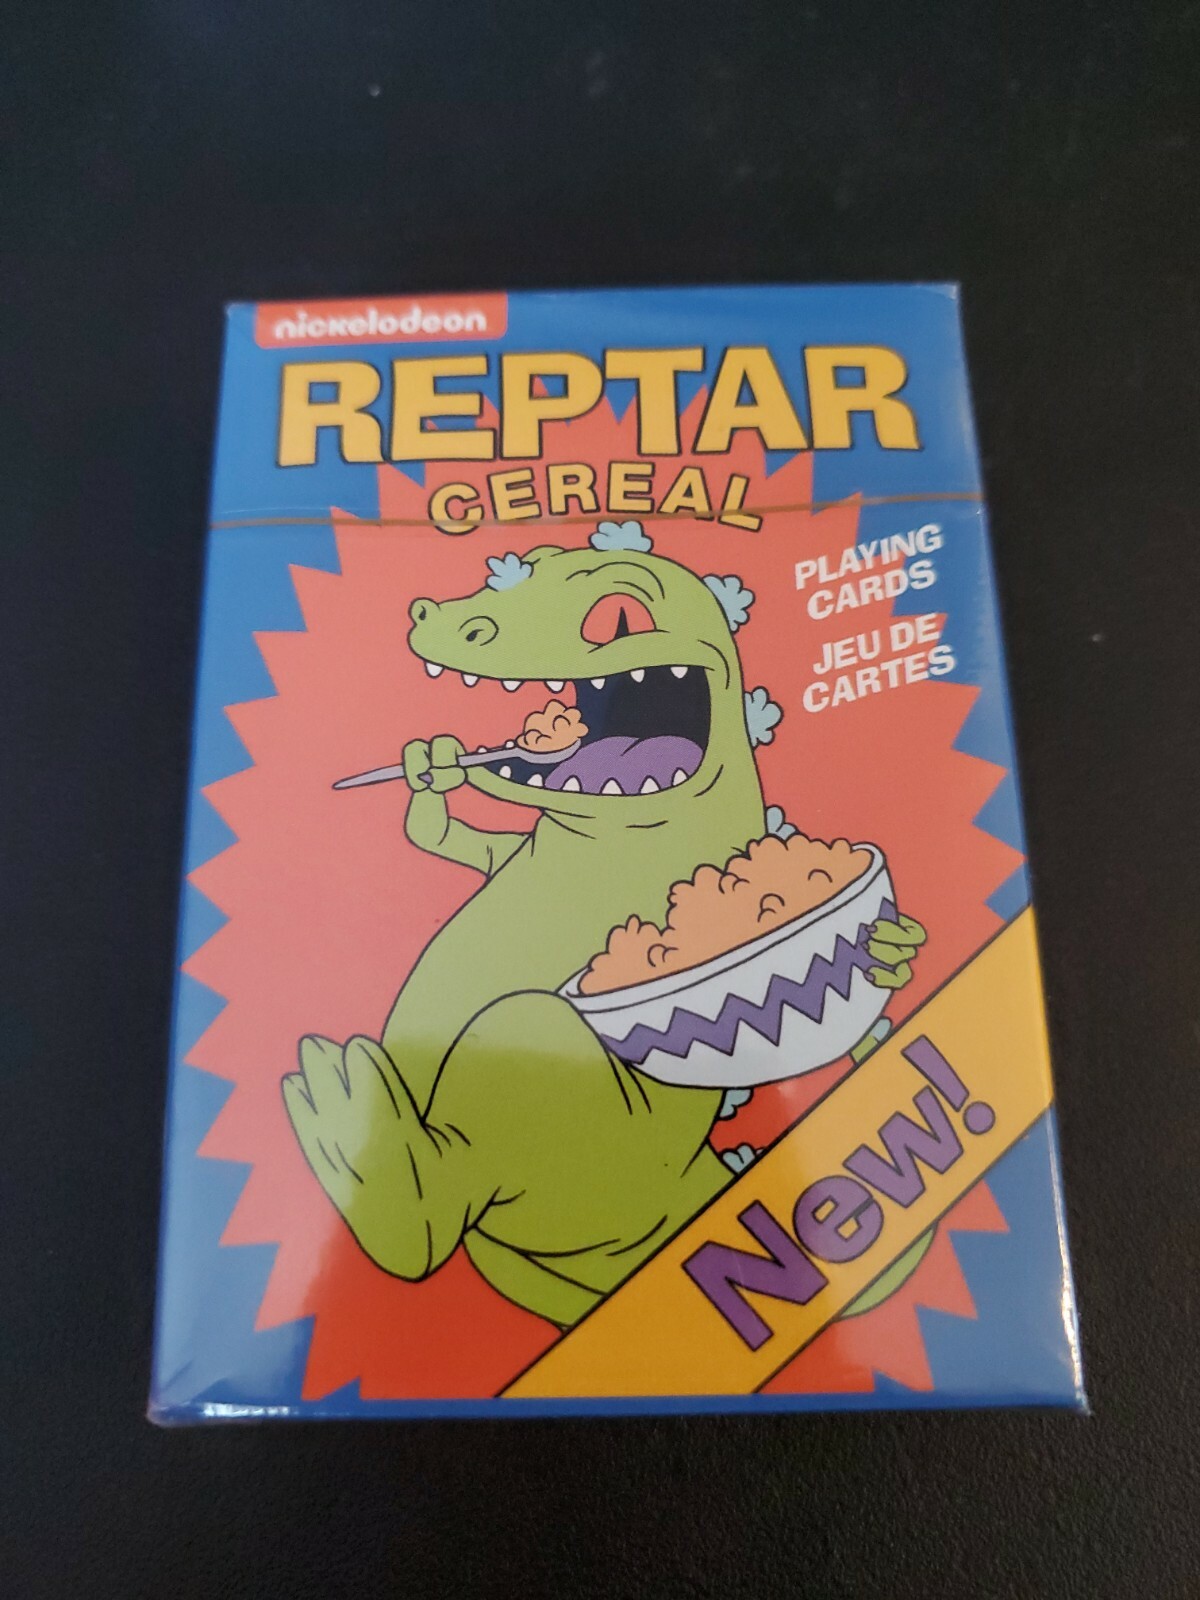 nickelodeon
REPTAR
CEREAL
PLAYING
CARDS
JEU DE
CARTES
New!